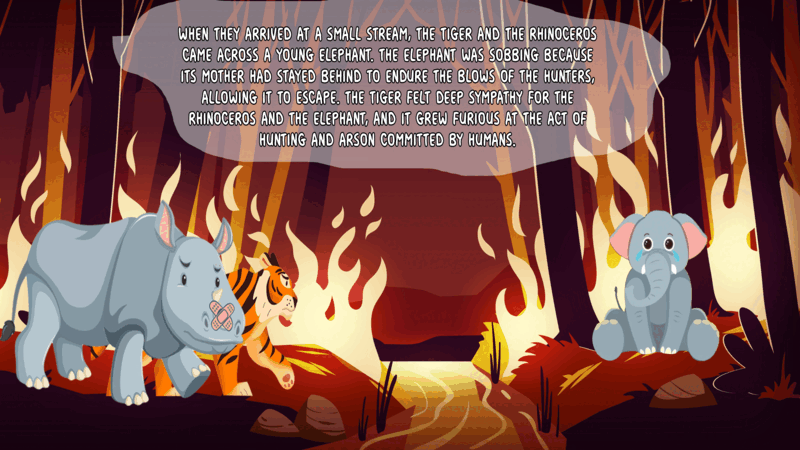 WHEN THEY ARRIVED AT A SMALL STREAM, THE TIGER AND THE RHINOCEROS
CAME ACROSS A YOUNG ELEPHANT. THE ELEPHANT WAS SOBBING BECAUSE
ITS MOTHER HAD STAYED BEHIND TO ENDURE THE BLOWS OF THE HUNTERS,
ALLOWING IT TO ESCAPE. THE TIGER FELT DEEP SYMPATHY FOR THE
RHINOCEROS AND THE ELEPHANT, AND IT GREW FURIOUS AT THE ACT OF
HUNTING AND ARSON COMMITTED BY HUMANS.